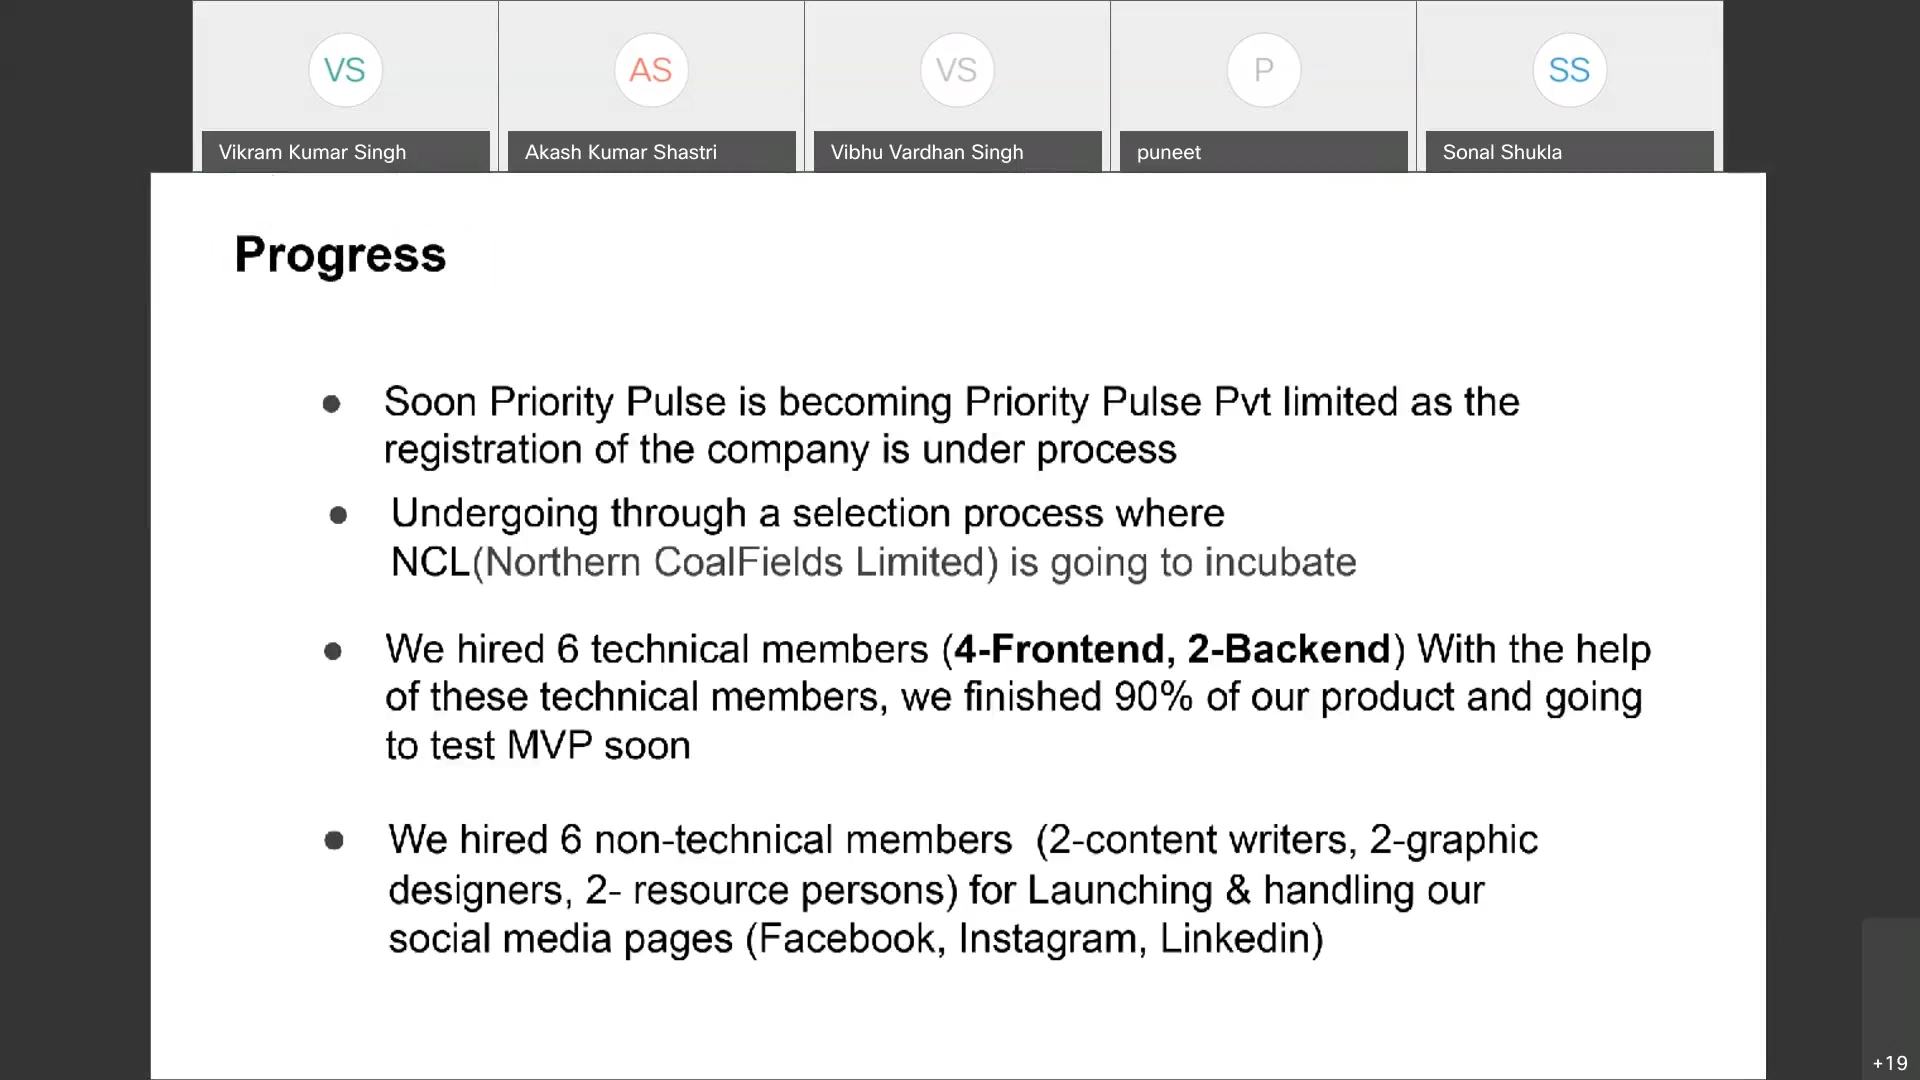 VS
AS
VS
P
SS
Vikram Kumar Singh
Akash Kumar Shastri
Vibhu Vardhan Singh
puneet
Sonal Shukla
Progress
● Soon Priority Pulse is becoming Priority Pulse Pvt limited as the
registration of the company is under process
● Undergoing through a selection process where
NCL(Northern CoalFields Limited) is going to incubate
● We hired 6 technical members (4-Frontend, 2-Backend) With the help
of these technical members, we finished 90% of our product and going
to test MVP soon
● We hired 6 non-technical members (2-content writers, 2-graphic
designers, 2- resource persons) for Launching & handling our
social media pages (Facebook, Instagram, Linkedin)
+19